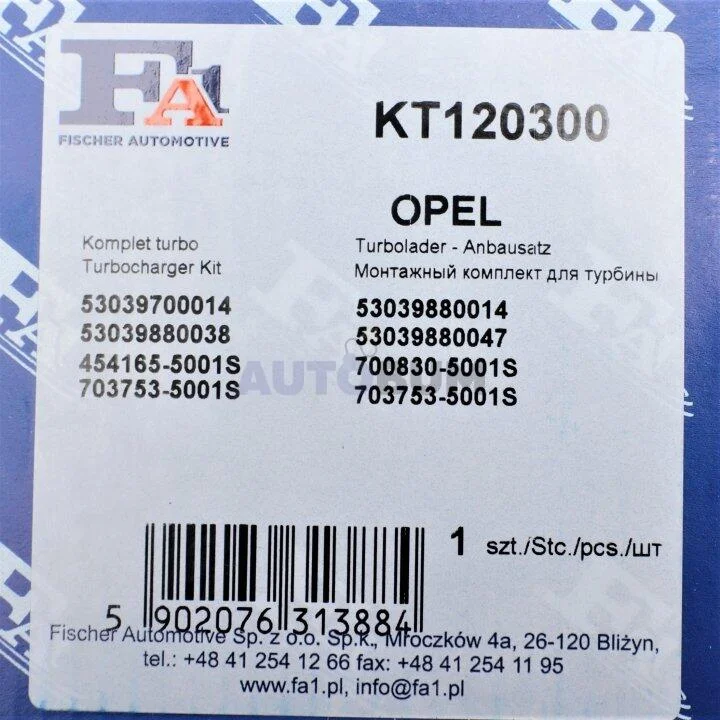 FA1
FISCHER AUTOMOTIVE
KT120300
OPEL
Komplet turbo
Turbocharger Kit
Turbolader - Anbausatz
Монтажный комплект для турбины
53039700014
53039880038
454165-5001S
703753-5001S
53039880014
53039880047
700830-5001S
703753-5001S
AUTOBUM
1 szt./Stc./pcs./шт
5 902076 313884
Fischer Automotive Sp. z o.o. Sp.k., Mroczków 4a, 26-120 Bliżyn,
tel.: +48 41 254 12 66 fax: +48 41 254 11 95
www.fa1.pl, info@fa1.pl